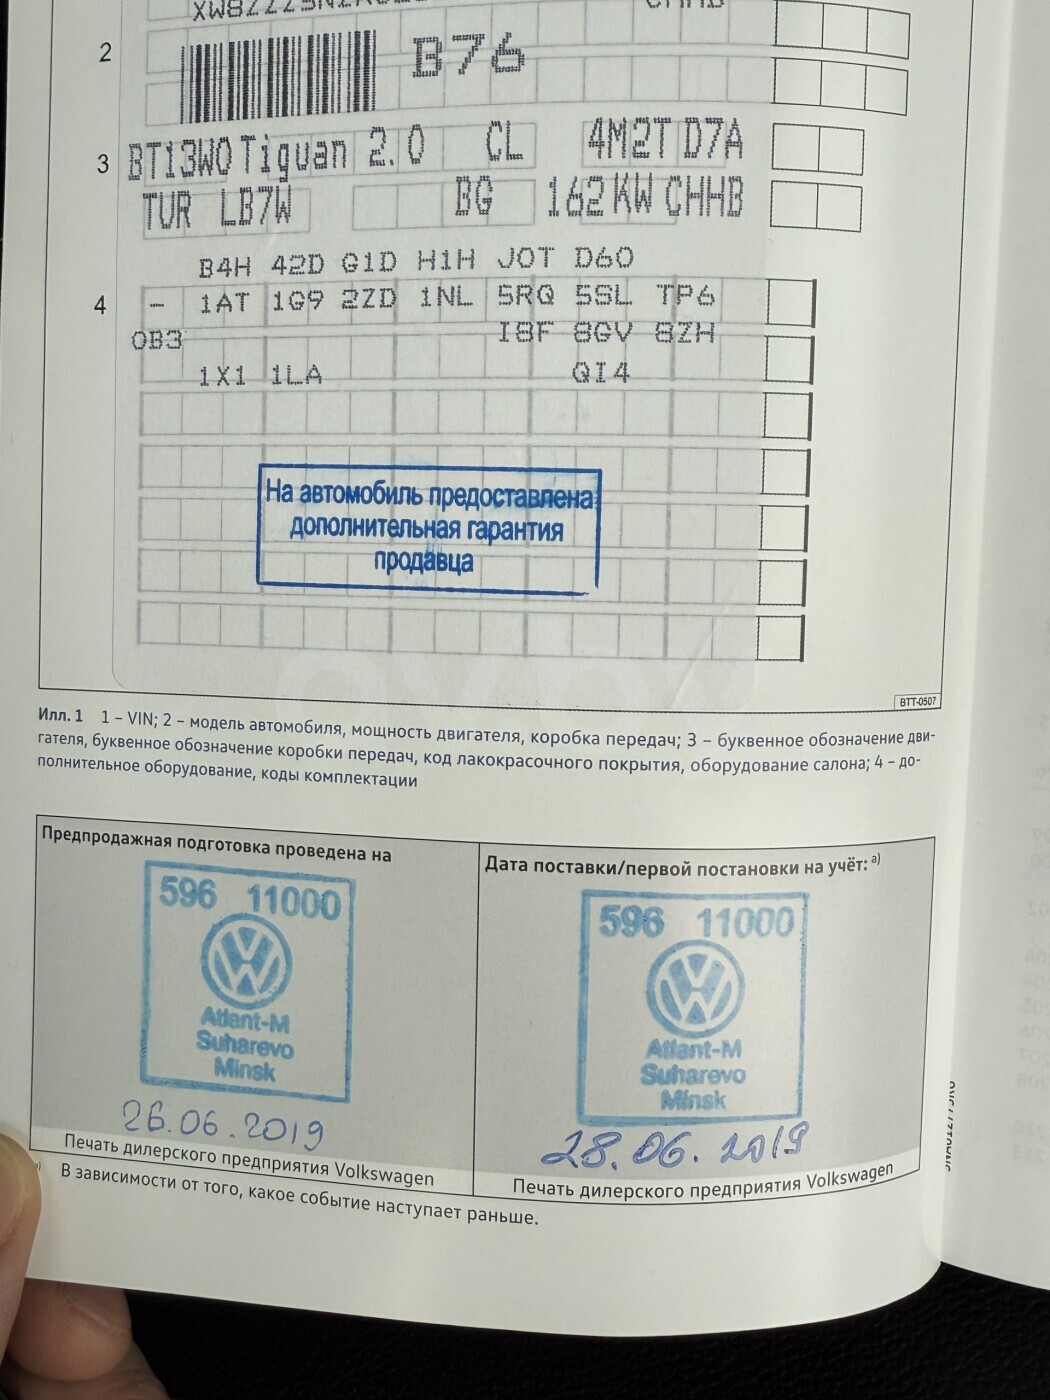 2
B76
3
BT13W0 Tiguan 2.0 CL 4M2T D7A
TUR LB7W BG 162 KW CHHB
B4H 42D G1D H1H J0T D60
4
– 1AT 1G9 2ZD 1NL 5RQ 5SL TP6
0B3 I8F 8GV 8ZH
1X1 1LA QI4
На автомобиль предоставлена
дополнительная гарантия
продавца
BTT-0507
Илл. 1 1 – VIN; 2 – модель автомобиля, мощность двигателя, коробка передач; 3 – буквенное обозначение дви-
гателя, буквенное обозначение коробки передач, код лакокрасочного покрытия, оборудование салона; 4 – до-
полнительное оборудование, коды комплектации
Предпродажная подготовка проведена на
596 11000
Atlant-M
Suharevo
Minsk
26.06.2019
Печать дилерского предприятия Volkswagen
Дата поставки/первой постановки на учёт: а)
596 11000
Atlant-M
Suharevo
Minsk
28.06.2019
Печать дилерского предприятия Volkswagen
а) В зависимости от того, какое событие наступает раньше.